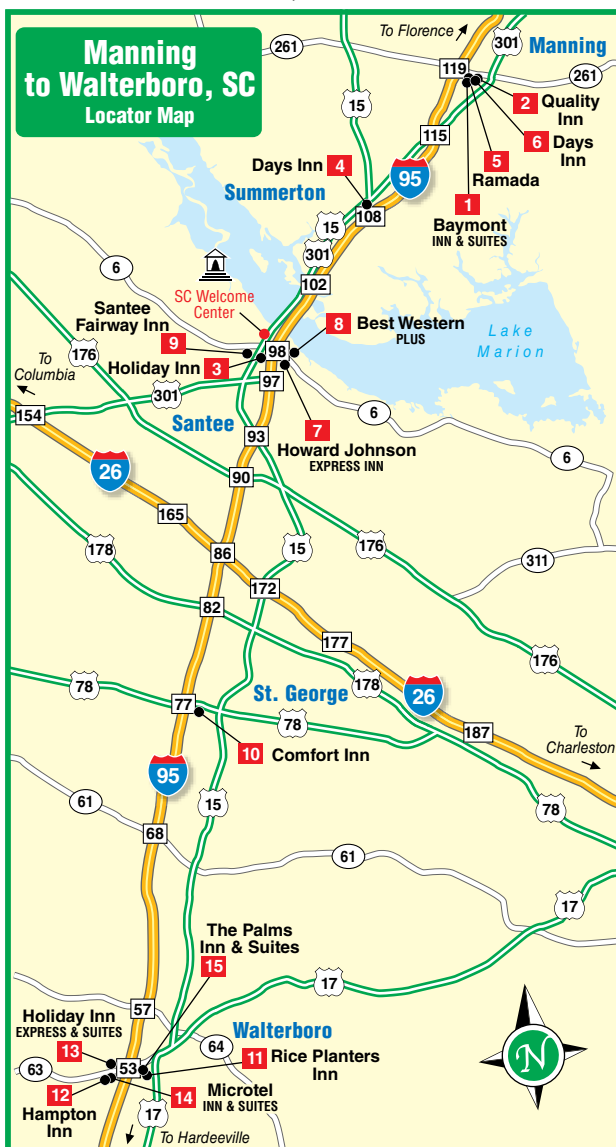 Manning
to Walterboro, SC
Locator Map
To Florence
301
Manning
261
119
261
15
2
Quality
Inn
115
6
Days
Inn
Days Inn
4
5
Ramada
95
Summerton
1
Baymont
INN & SUITES
108
15
301
6
102
SC Welcome
Center
Santee
Fairway Inn
8
Best Western
PLUS
Lake
Marion
9
98
176
To
Columbia
Holiday Inn
3
97
301
6
154
Santee
7
Howard Johnson
EXPRESS INN
93
6
26
90
165
178
86
15
176
311
172
82
177
176
78
St. George
178
26
77
78
187
To
Charleston
10
Comfort Inn
95
61
15
78
68
61
17
The Palms
Inn & Suites
15
17
57
Holiday Inn
EXPRESS & SUITES
Walterboro
64
13
63
53
11
Rice Planters
Inn
12
14
Microtel
INN & SUITES
Hampton
Inn
17
To Hardeeville
N